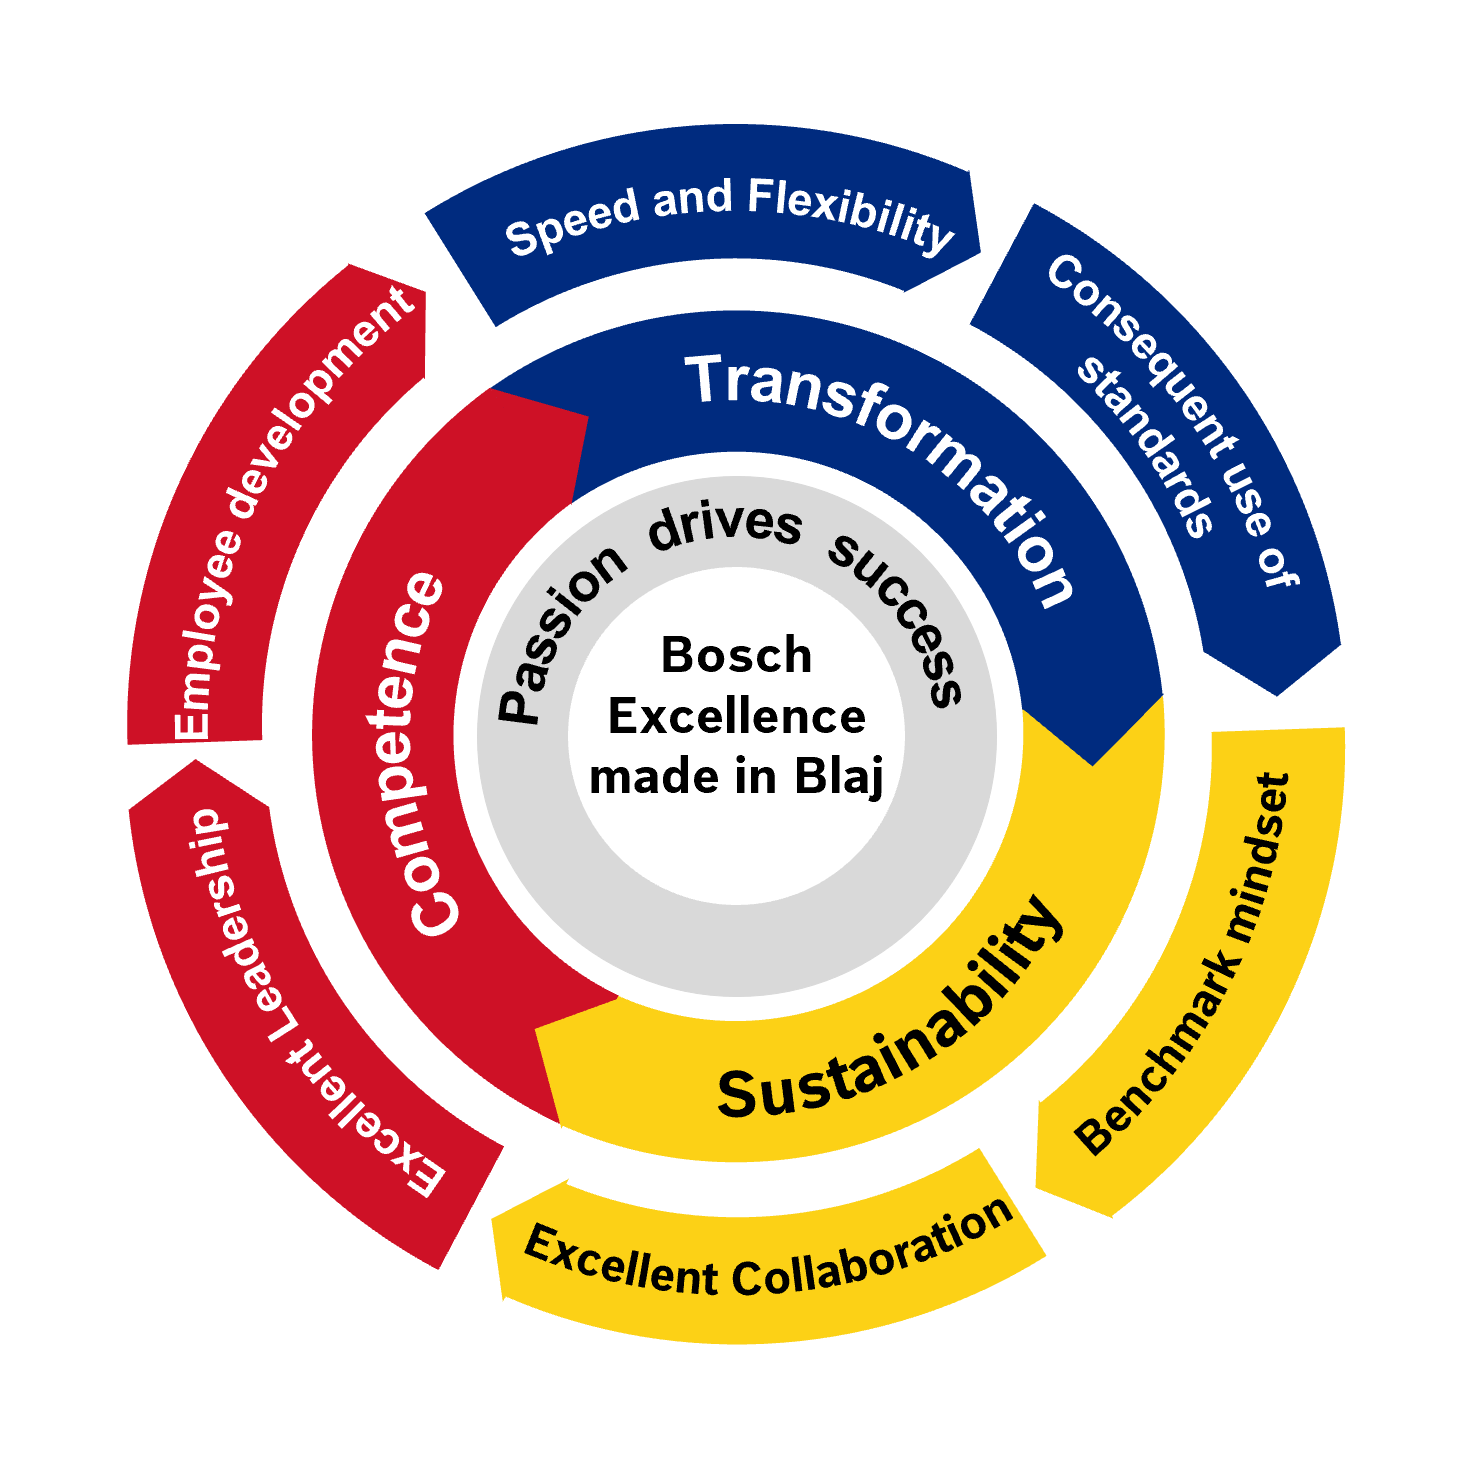 Speed and Flexibility
Consequent use of
standards
Employee development
Transformation
Passion drives success
Bosch
Excellence
made in Blaj
Competence
Benchmark mindset
Sustainability
Excellent Leadership
Excellent Collaboration